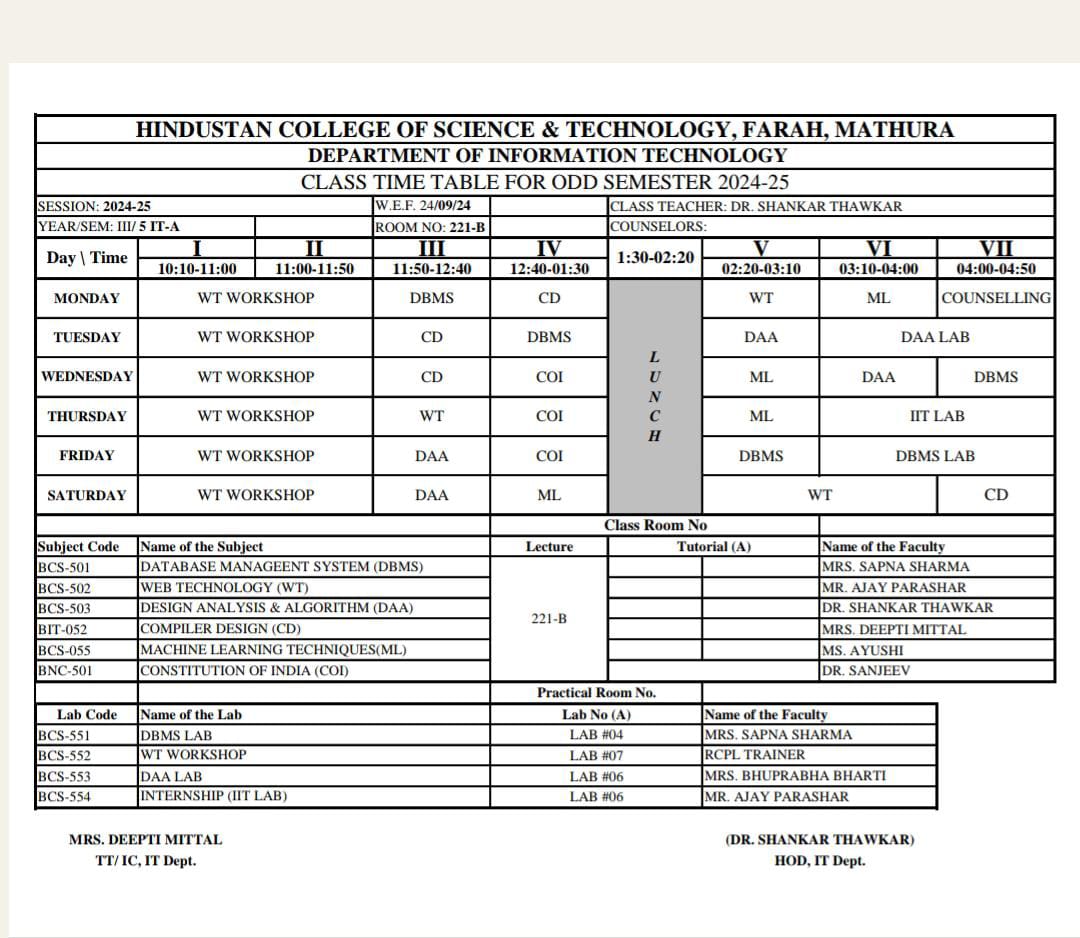 HINDUSTAN COLLEGE OF SCIENCE & TECHNOLOGY, FARAH, MATHURA
DEPARTMENT OF INFORMATION TECHNOLOGY
CLASS TIME TABLE FOR ODD SEMESTER 2024-25
SESSION: 2024-25 W.E.F. 24/09/24 CLASS TEACHER: DR. SHANKAR THAWKAR
YEAR/SEM: III/ 5 IT-A ROOM NO: 221-B COUNSELORS:
Day \ Time I II III IV 1:30-02:20 V VI VII
10:10-11:00 11:00-11:50 11:50-12:40 12:40-01:30 02:20-03:10 03:10-04:00 04:00-04:50
MONDAY WT WORKSHOP DBMS CD WT ML COUNSELLING
TUESDAY WT WORKSHOP CD DBMS DAA DAA LAB
WEDNESDAY WT WORKSHOP CD COI ML DAA DBMS
THURSDAY WT WORKSHOP WT COI ML IIT LAB
FRIDAY WT WORKSHOP DAA COI DBMS DBMS LAB
SATURDAY WT WORKSHOP DAA ML WT CD
L
U
N
C
H
Class Room No
Subject Code Name of the Subject Lecture Tutorial (A) Name of the Faculty
BCS-501 DATABASE MANAGEENT SYSTEM (DBMS) MRS. SAPNA SHARMA
BCS-502 WEB TECHNOLOGY (WT) MR. AJAY PARASHAR
BCS-503 DESIGN ANALYSIS & ALGORITHM (DAA) DR. SHANKAR THAWKAR
221-B
BIT-052 COMPILER DESIGN (CD) MRS. DEEPTI MITTAL
BCS-055 MACHINE LEARNING TECHNIQUES(ML) MS. AYUSHI
BNC-501 CONSTITUTION OF INDIA (COI) DR. SANJEEV
Practical Room No.
Lab Code Name of the Lab Lab No (A) Name of the Faculty
BCS-551 DBMS LAB LAB #04 MRS. SAPNA SHARMA
BCS-552 WT WORKSHOP LAB #07 RCPL TRAINER
BCS-553 DAA LAB LAB #06 MRS. BHUPRABHA BHARTI
BCS-554 INTERNSHIP (IIT LAB) LAB #06 MR. AJAY PARASHAR
MRS. DEEPTI MITTAL (DR. SHANKAR THAWKAR)
TT/ IC, IT Dept. HOD, IT Dept.